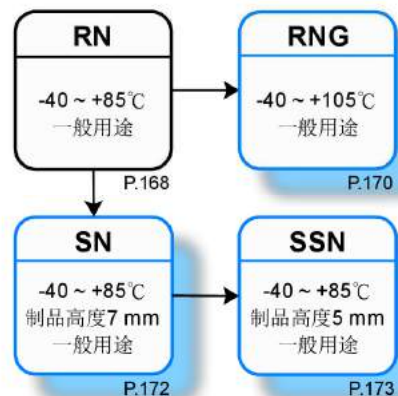 RN
-40 ~ +85℃
一般用途
P.168
RNG
-40 ~ +105℃
一般用途
P.170
SN
-40 ~ +85℃
制品高度7 mm
一般用途
P.172
SSN
-40 ~ +85℃
制品高度5 mm
一般用途
P.173